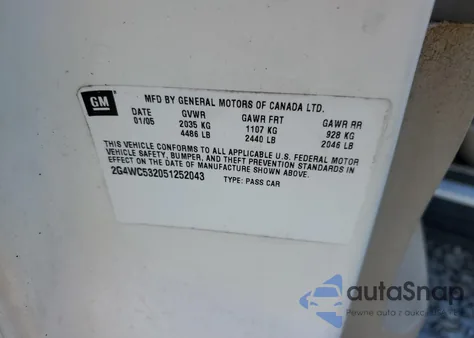 GM
MFD BY GENERAL MOTORS OF CANADA LTD.
DATE GVWR GAWR FRT GAWR RR
01/05 2035 KG 1107 KG 928 KG
4486 LB 2440 LB 2046 LB
THIS VEHICLE CONFORMS TO ALL APPLICABLE U.S. FEDERAL MOTOR
VEHICLE SAFETY, BUMPER, AND THEFT PREVENTION STANDARDS IN
EFFECT ON THE DATE OF MANUFACTURE SHOWN ABOVE.
2G4WC532051252043 TYPE: PASS CAR
autoSnap
Pewne auta z aukcji